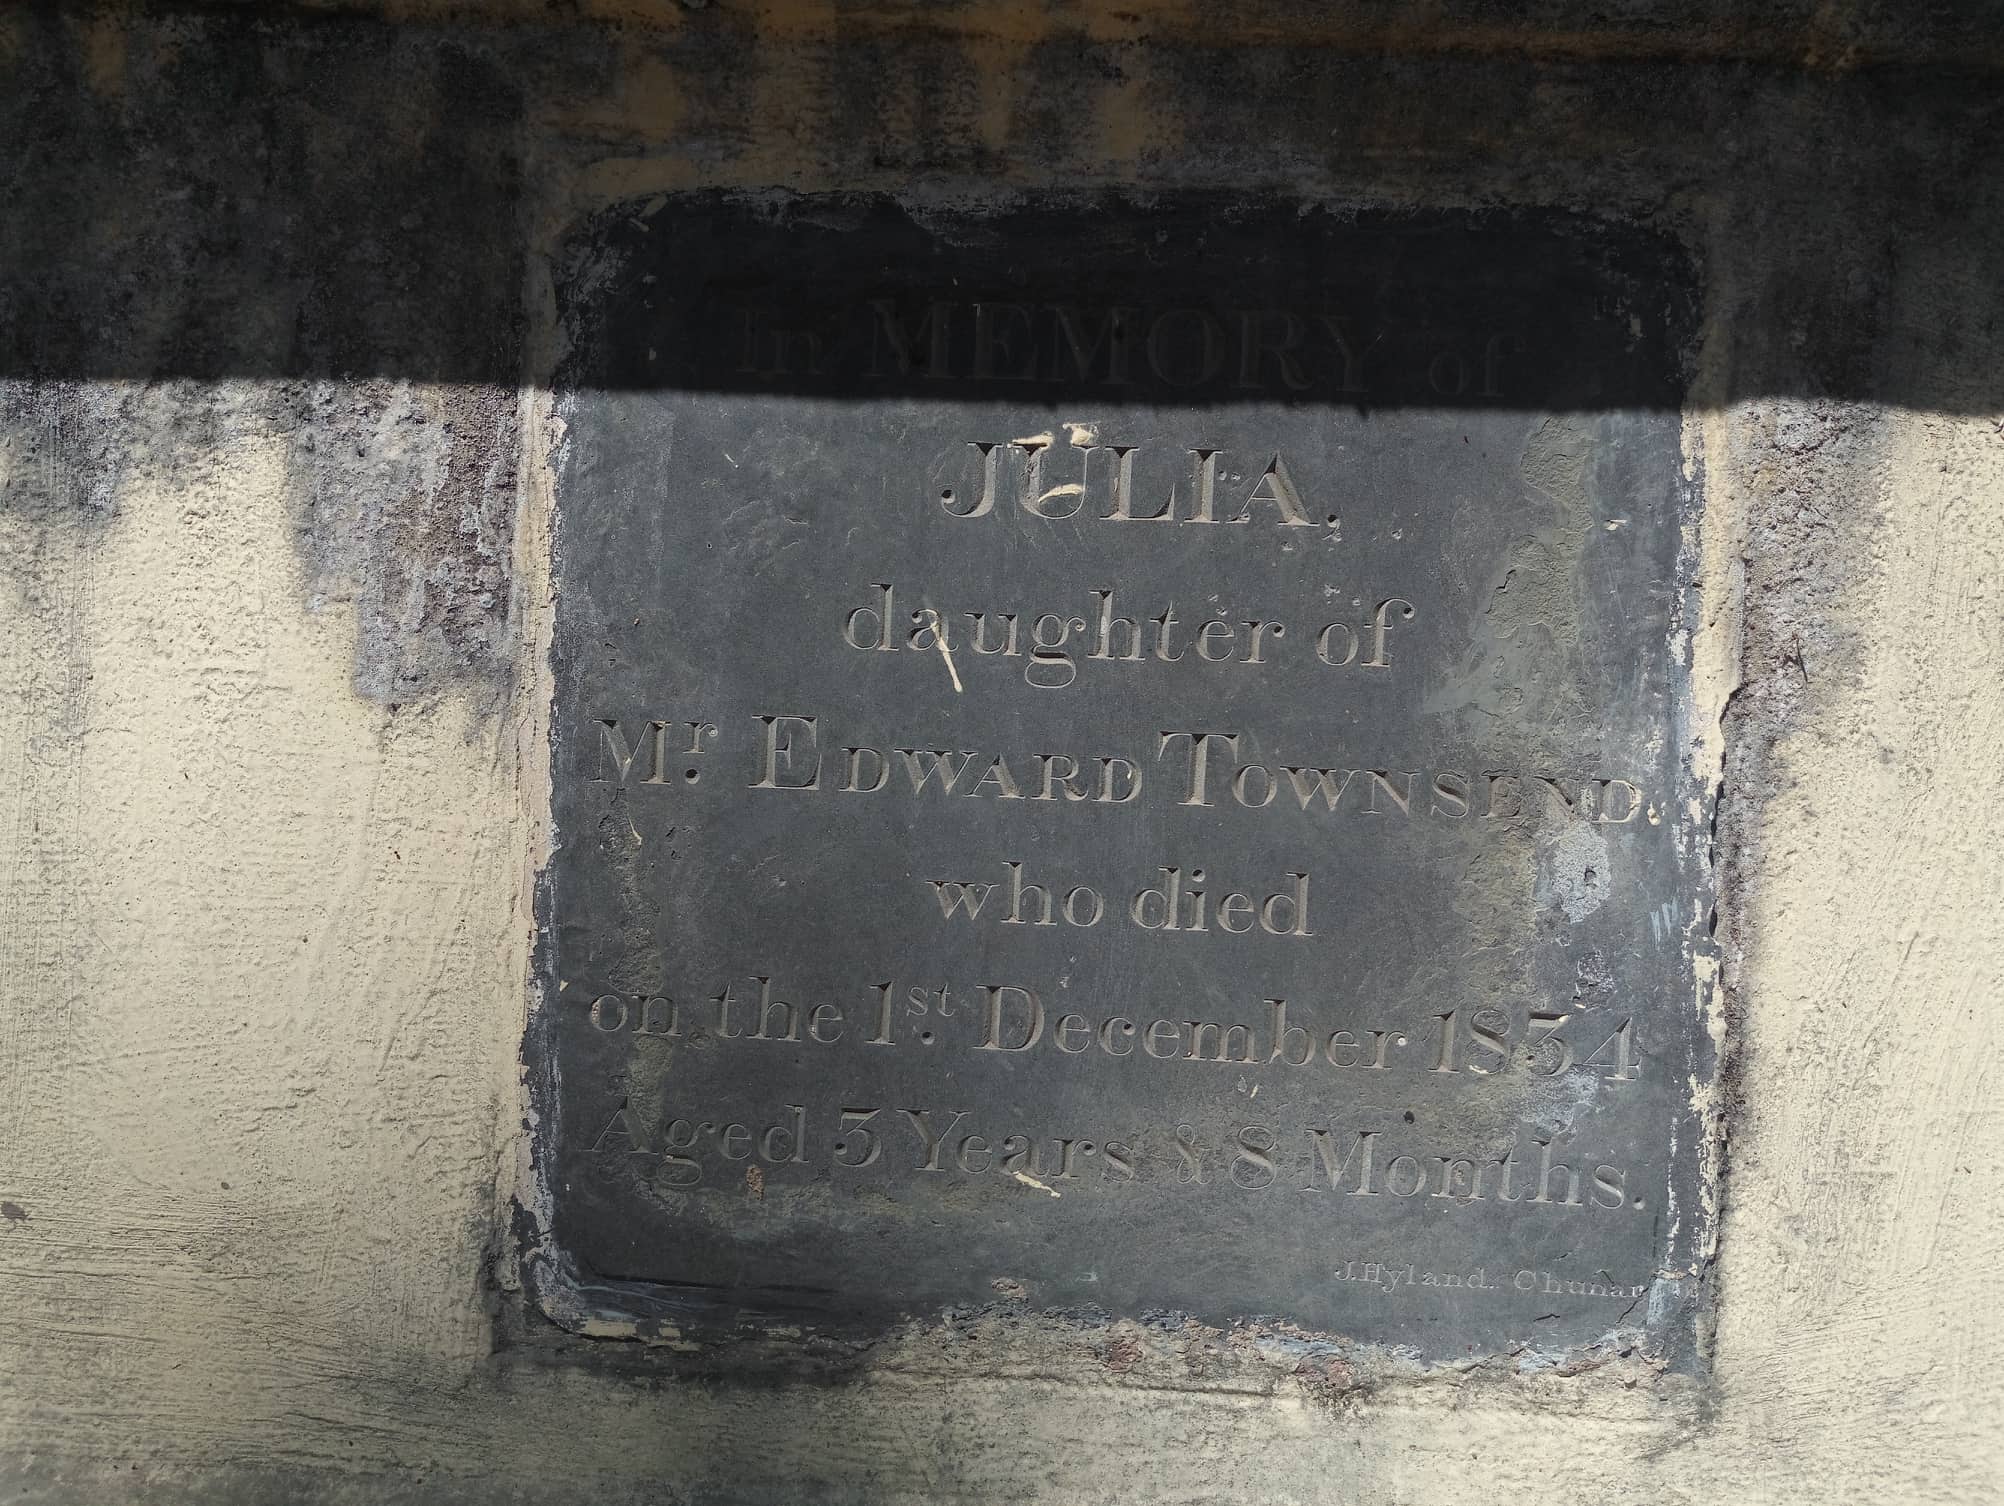 In MEMORY of
JULIA,
daughter of
Mr. EDWARD TOWNSEND.
who died
on the 1st. December 1834
Aged 3 Years & 8 Months.
J.Hyland.. Chunar